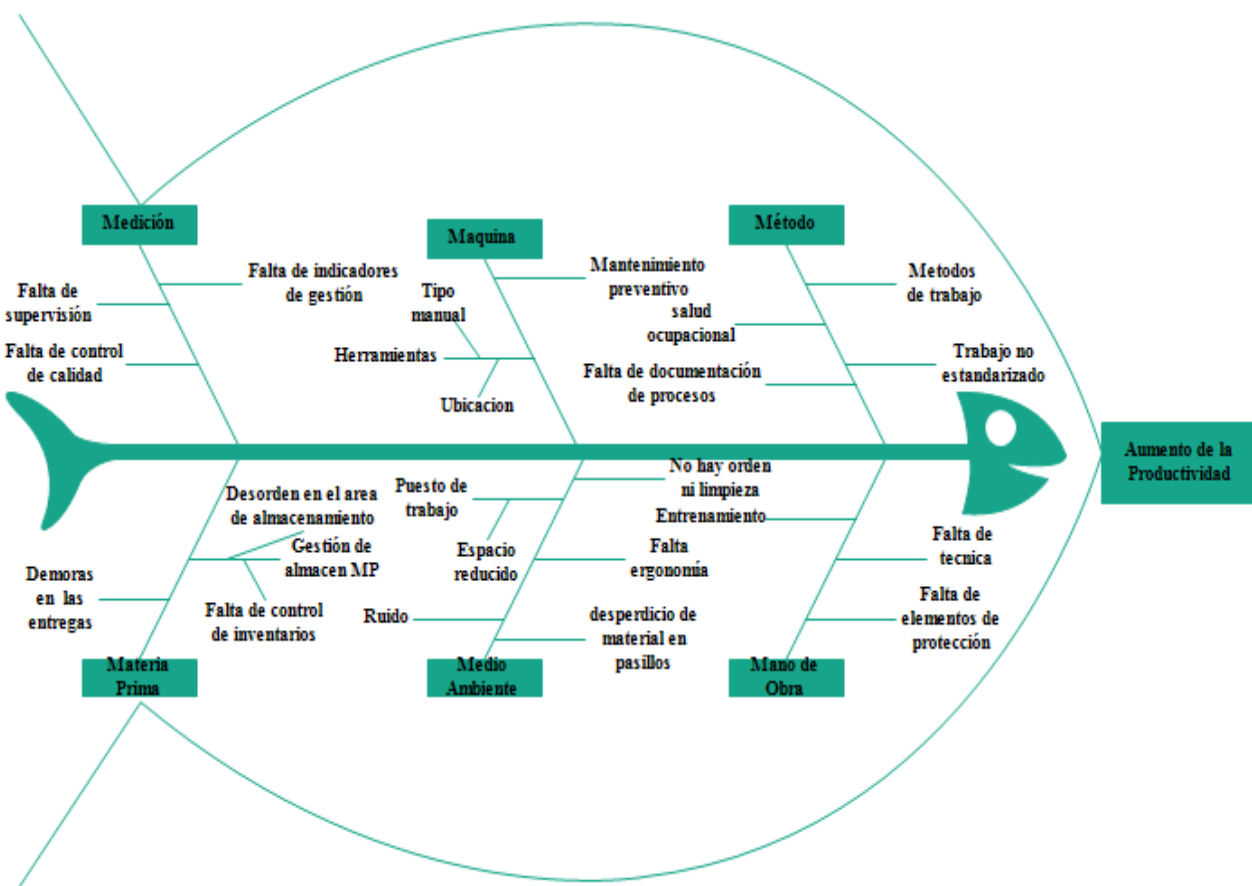 Medición
Maquina
Método
Falta de indicadores
de gestión
Falta de
supervisión
Falta de control
de calidad
Tipo
manual
Herramientas
Ubicacion
Mantenimiento
preventivo
salud
ocupacional
Falta de documentación
de procesos
Metodos
de trabajo
Trabajo no
estandarizado
Aumento de la
Productividad
Desorden en el area
de almacenamiento
Gestión de
almacen MP
Demoras
en las
entregas
Falta de control
de inventarios
Puesto de
trabajo
Espacio
reducido
Ruido
No hay orden
ni limpieza
Entrenamiento
Falta
ergonomía
desperdicio de
material en
pasillos
Falta de
tecnica
Falta de
elementos de
protección
Materia
Prima
Medio
Ambiente
Mano de
Obra